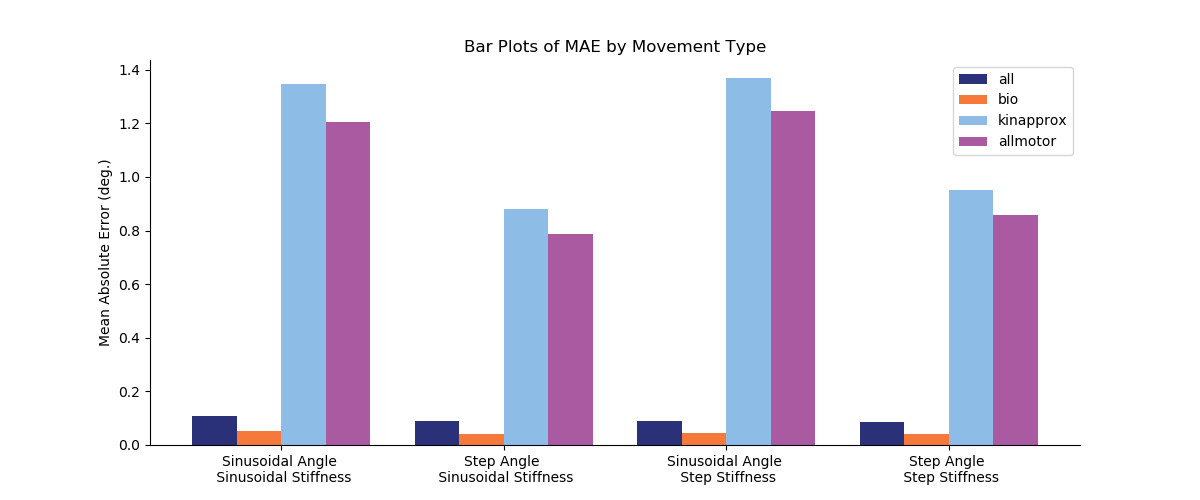 Bar Plots of MAE by Movement Type
Mean Absolute Error (deg.)
1.4
1.2
1.0
0.8
0.6
0.4
0.2
0.0
all
bio
kinapprox
allmotor
Sinusoidal Angle
Sinusoidal Stiffness
Step Angle
Sinusoidal Stiffness
Sinusoidal Angle
Step Stiffness
Step Angle
Step Stiffness